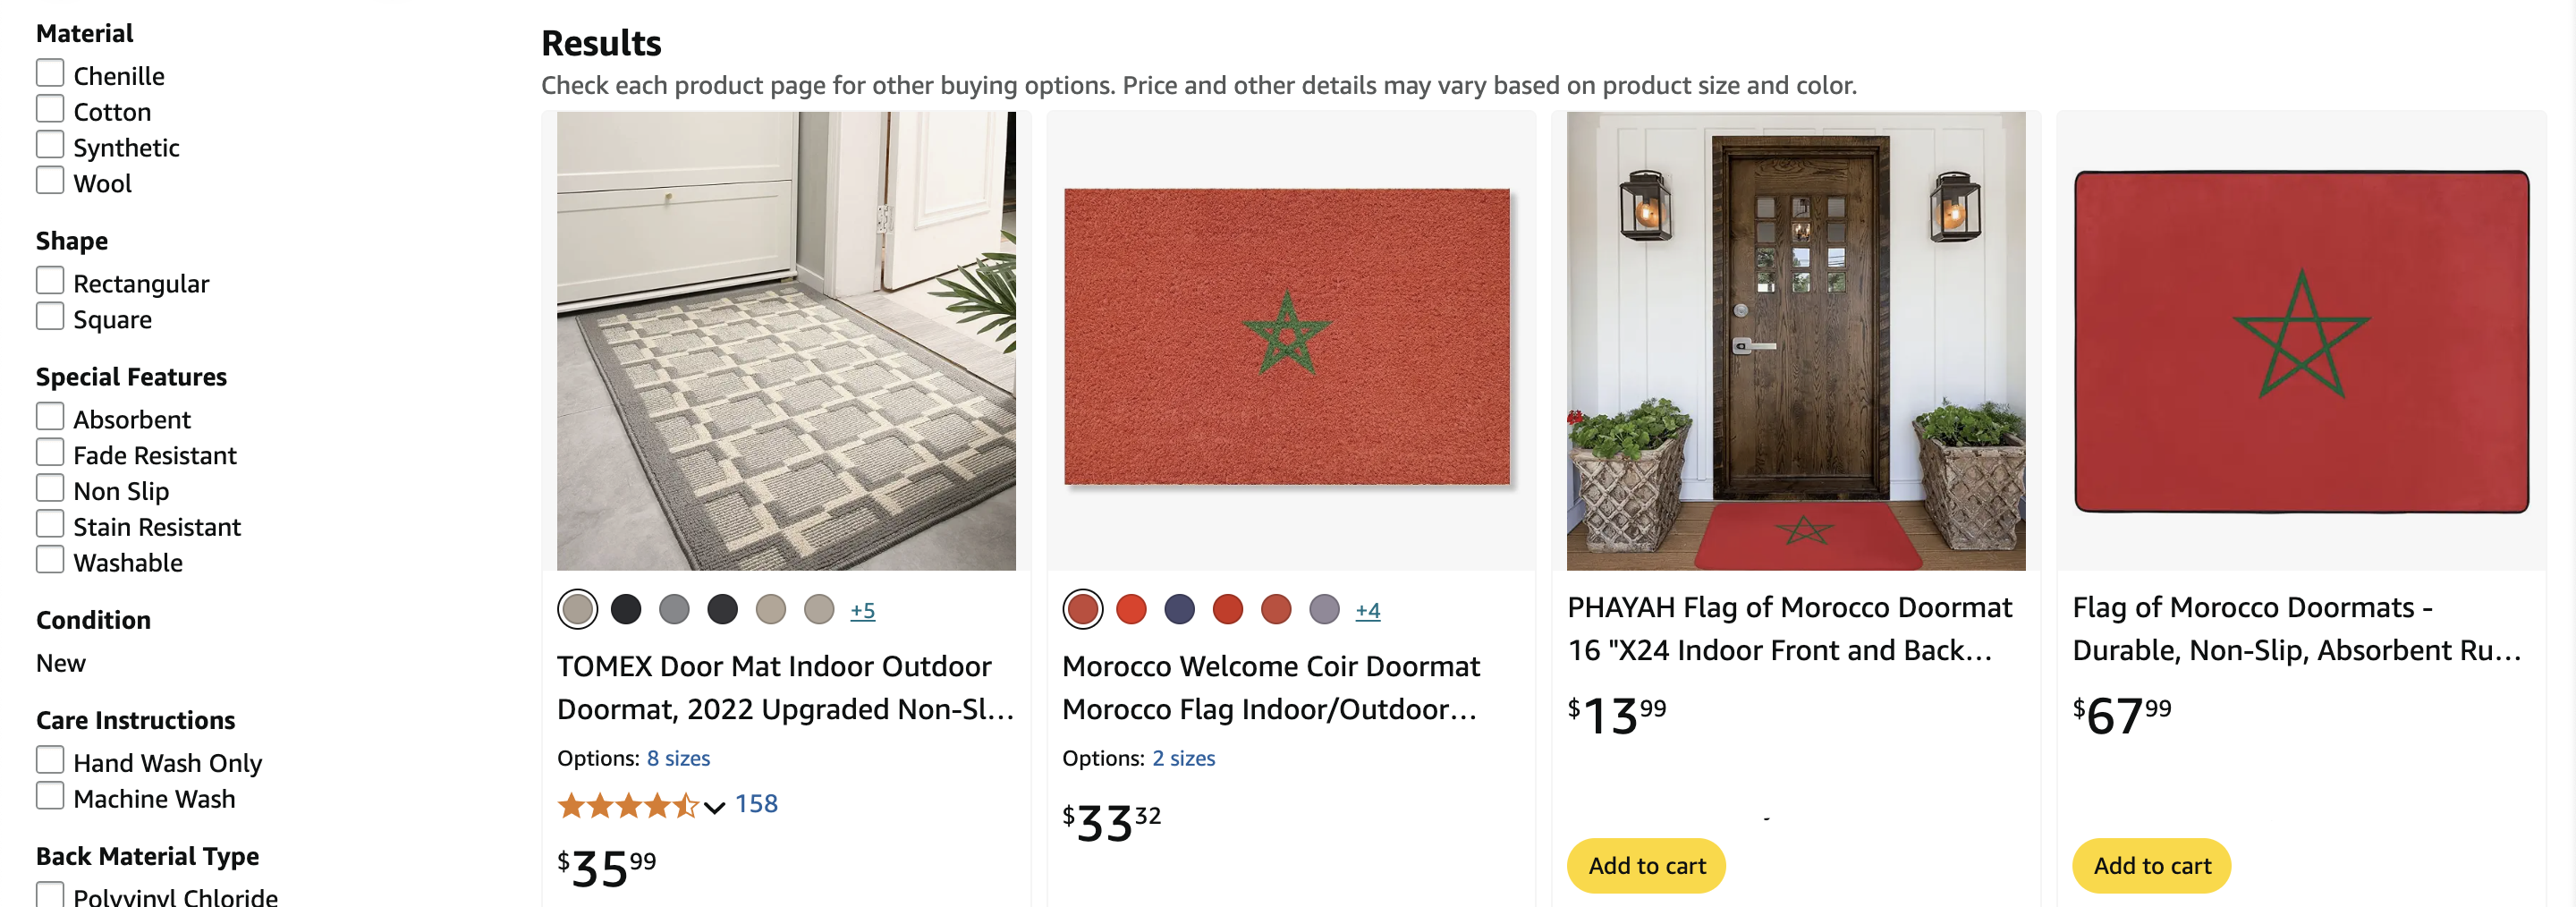 Material
Chenille
Cotton
Synthetic
Wool
Shape
Rectangular
Square
Special Features
Absorbent
Fade Resistant
Non Slip
Stain Resistant
Washable
Condition
New
Care Instructions
Hand Wash Only
Machine Wash
Back Material Type
Polyvinyl Chloride
Results
Check each product page for other buying options. Price and other details may vary based on product size and color.
+5
TOMEX Door Mat Indoor Outdoor
Doormat, 2022 Upgraded Non-Sl...
Options: 8 sizes
158
$35.99
+4
Morocco Welcome Coir Doormat
Morocco Flag Indoor/Outdoor...
Options: 2 sizes
$33.32
PHAYAH Flag of Morocco Doormat
16 "X24 Indoor Front and Back...
$13.99
Add to cart
Flag of Morocco Doormats -
Durable, Non-Slip, Absorbent Ru...
$67.99
Add to cart